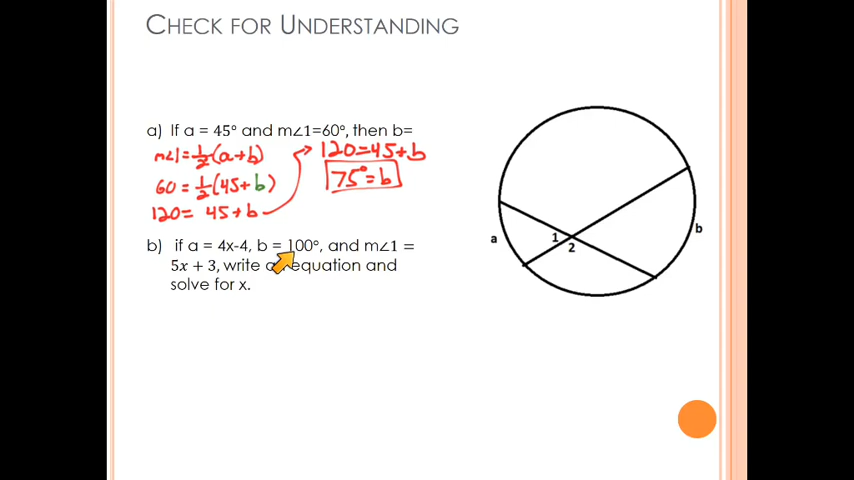 CHECK FOR UNDERSTANDING
a) If a = 45° and m∠1=60°, then b=
m∠1=½(a+b)
60 = ½(45+b)
120= 45+b
120=45+b
75°=b
b) if a = 4x-4, b = 100°, and m∠1 =
5x + 3, write an equation and
solve for x.
a
1
2
b